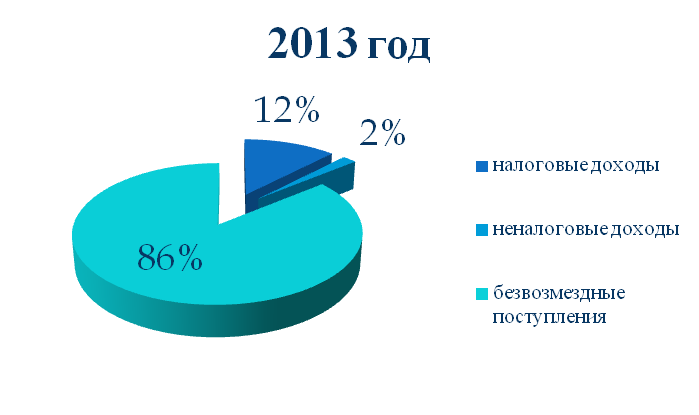 2013 год
12%
2%
86%
налоговые доходы
неналоговые доходы
безвозмездные
поступления